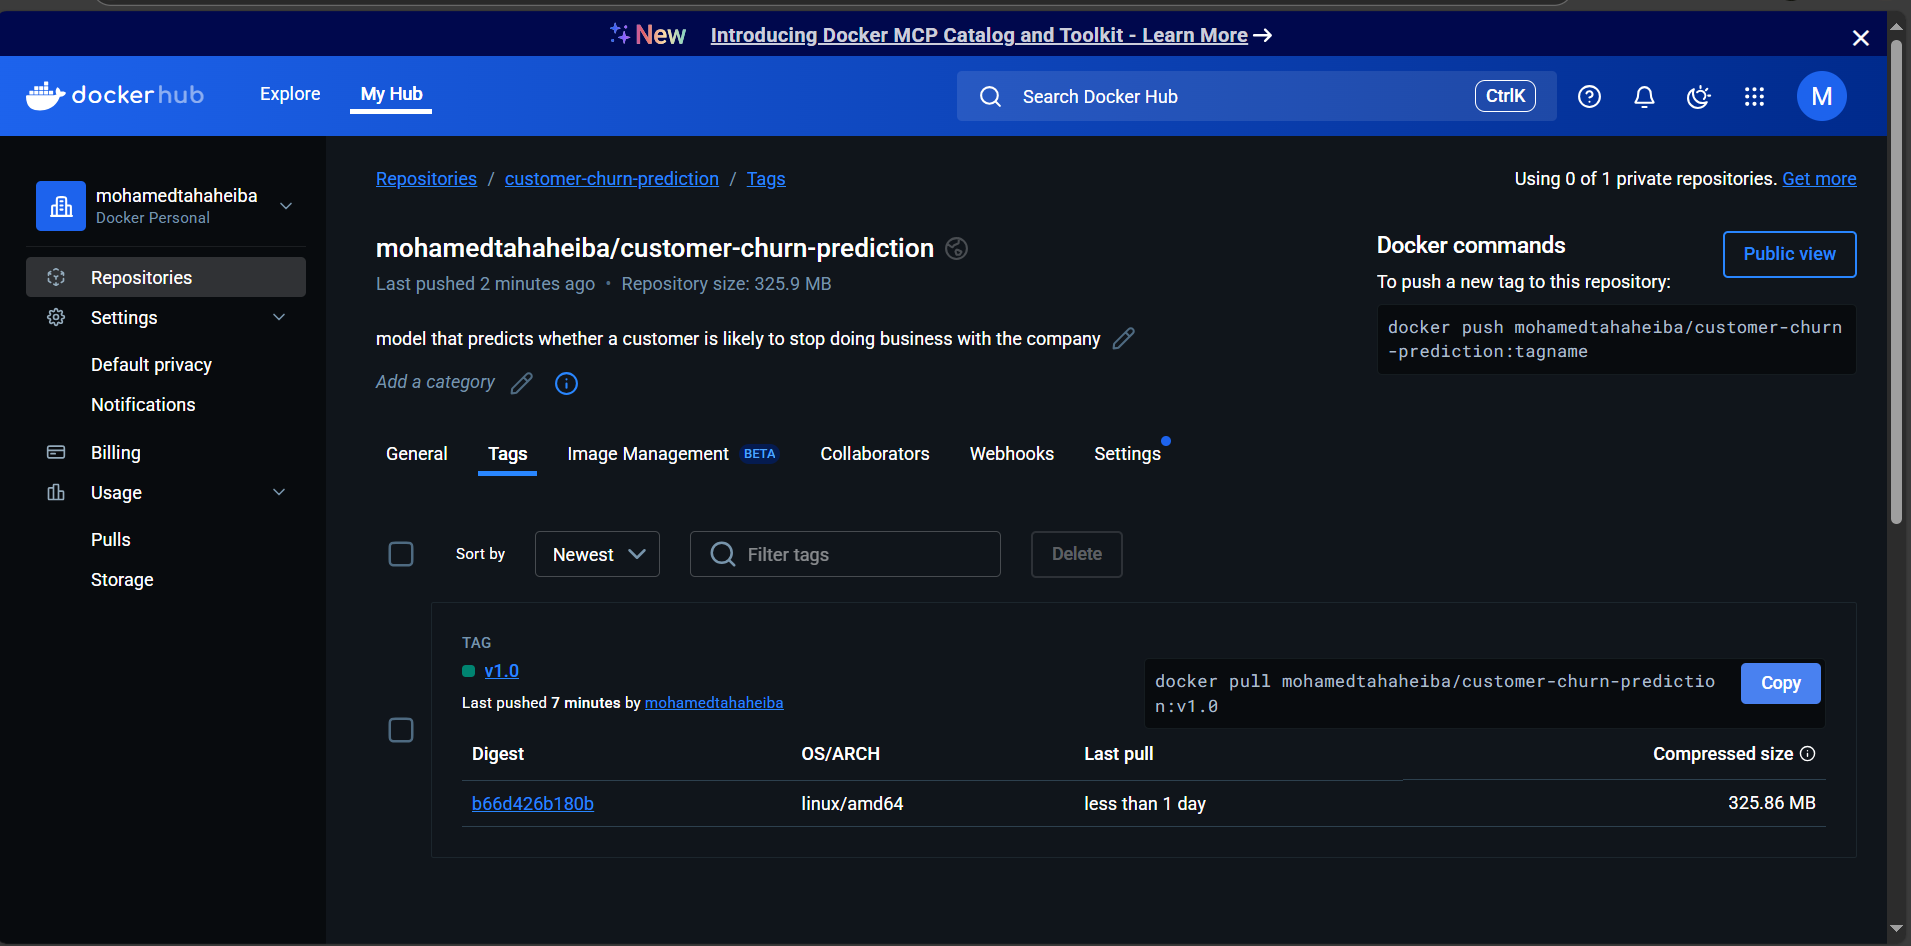 New Introducing Docker MCP Catalog and Toolkit - Learn More →
docker hub
Explore
My Hub
Search Docker Hub
CtrlK
M
mohamedtahaheiba
Docker Personal
Repositories
Settings
Default privacy
Notifications
Billing
Usage
Pulls
Storage
Repositories / customer-churn-prediction / Tags
Using 0 of 1 private repositories. Get more
mohamedtahaheiba/customer-churn-prediction
Last pushed 2 minutes ago • Repository size: 325.9 MB
model that predicts whether a customer is likely to stop doing business with the company
Add a category
Docker commands
Public view
To push a new tag to this repository:
docker push mohamedtahaheiba/customer-churn
-prediction:tagname
General
Tags
Image Management BETA
Collaborators
Webhooks
Settings
Sort by
Newest
Filter tags
Delete
TAG
v1.0
Last pushed 7 minutes by mohamedtahaheiba
docker pull mohamedtahaheiba/customer-churn-predictio
n:v1.0
Copy
Digest OS/ARCH Last pull Compressed size
b66d426b180b linux/amd64 less than 1 day 325.86 MB